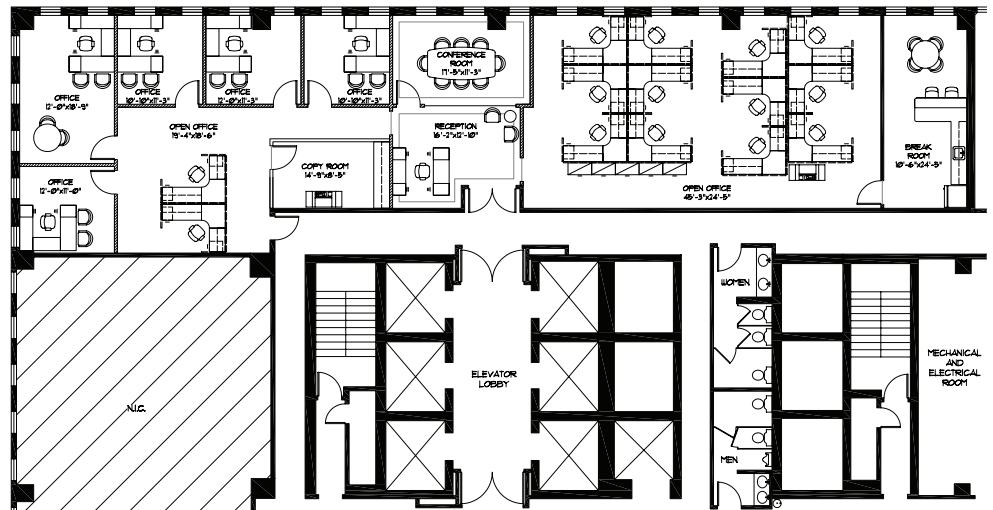 OFFICE
12'-0"x18'-9"
OFFICE
10'-10"x11'-3"
OFFICE
12'-0"x11'-3"
OFFICE
10'-10"x11'-3"
CONFERENCE
ROOM
17'-5"x11'-3"
OPEN OFFICE
19'-4"x18'-6"
RECEPTION
16'-2"x12'-10"
COPY ROOM
14'-9"x8'-5"
OFFICE
12'-0"x11'-0"
OPEN OFFICE
45'-3"x24'-5"
BREAK
ROOM
10'-6"x24'-5"
WOMEN
ELEVATOR
LOBBY
MECHANICAL
AND
ELECTRICAL
ROOM
N.I.C.
MEN